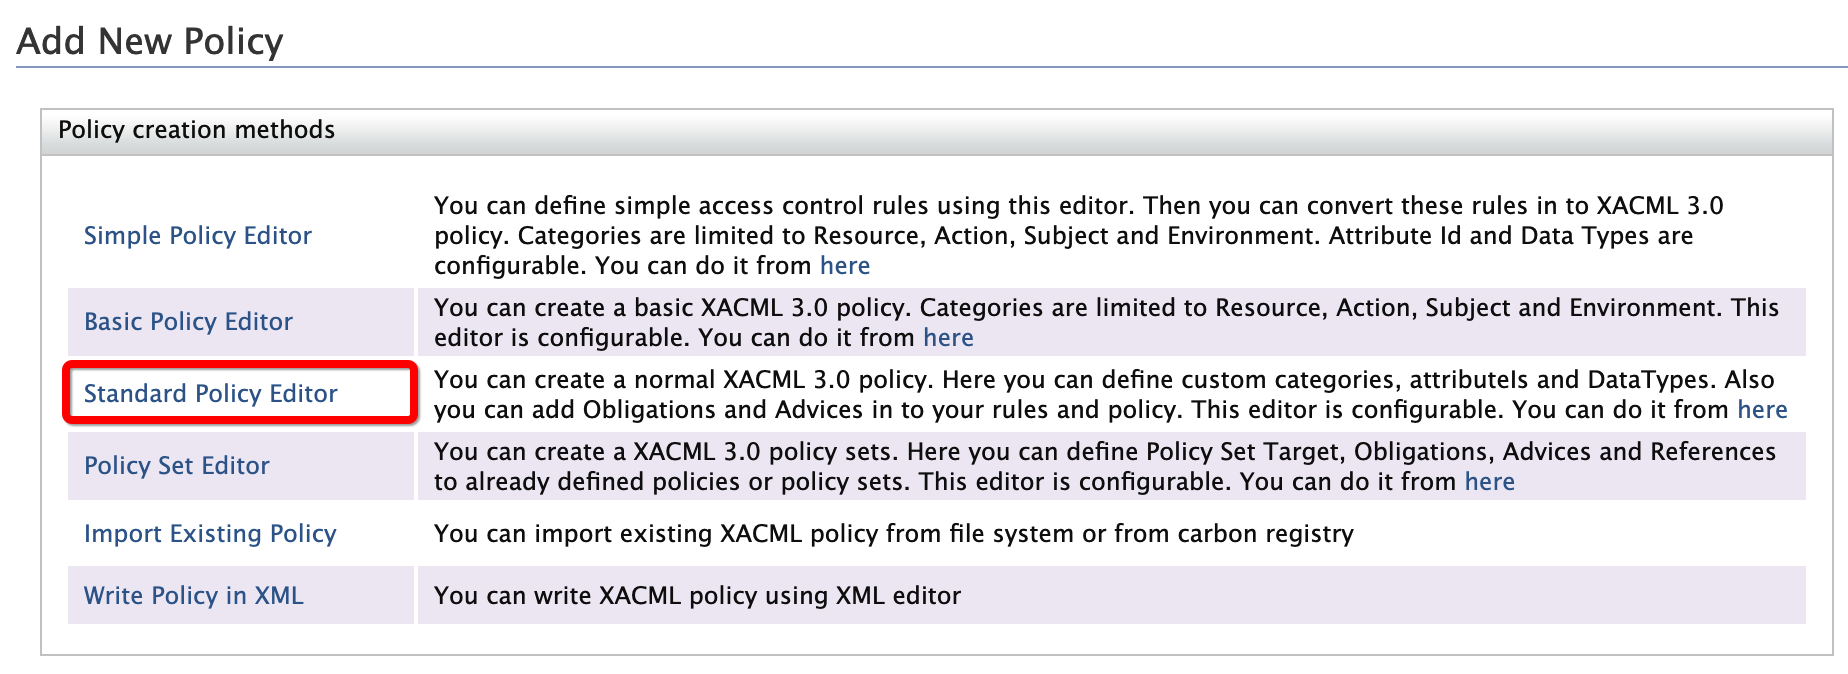 Add New Policy
Policy creation methods
Simple Policy Editor
You can define simple access control rules using this editor. Then you can convert these rules in to XACML 3.0
policy. Categories are limited to Resource, Action, Subject and Environment. Attribute Id and Data Types are
configurable. You can do it from here
Basic Policy Editor
You can create a basic XACML 3.0 policy. Categories are limited to Resource, Action, Subject and Environment. This
editor is configurable. You can do it from here
Standard Policy Editor
You can create a normal XACML 3.0 policy. Here you can define custom categories, attributeIs and DataTypes. Also
you can add Obligations and Advices in to your rules and policy. This editor is configurable. You can do it from here
Policy Set Editor
You can create a XACML 3.0 policy sets. Here you can define Policy Set Target, Obligations, Advices and References
to already defined policies or policy sets. This editor is configurable. You can do it from here
Import Existing Policy
You can import existing XACML policy from file system or from carbon registry
Write Policy in XML
You can write XACML policy using XML editor